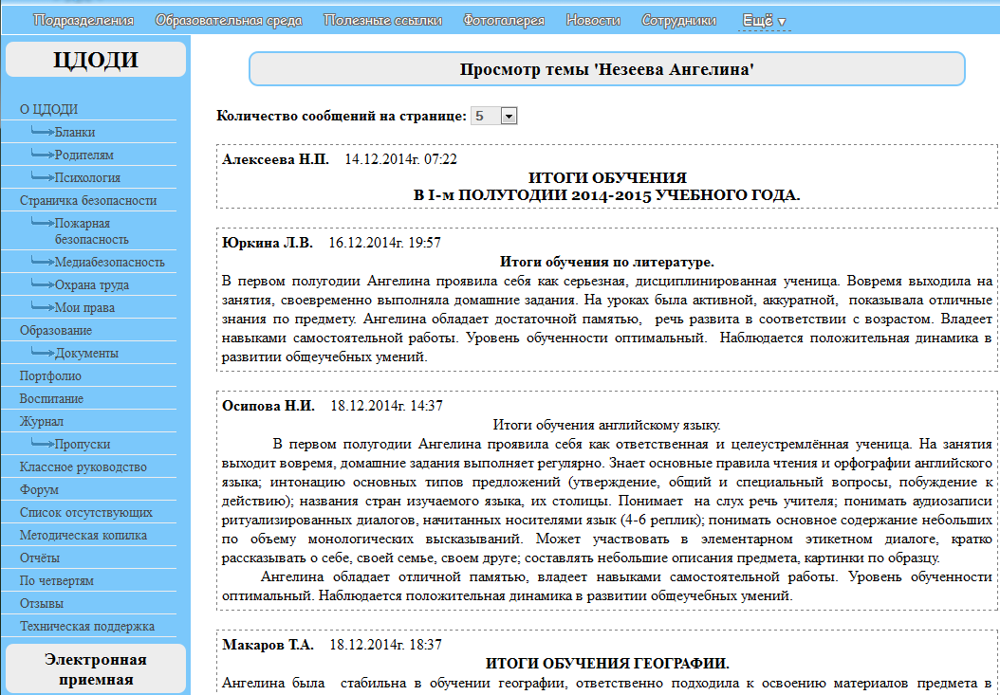 Подразделения Образовательная среда Полезные ссылки Фотогалерея Новости Сотрудники Ещё ▼
ЦДОДИ
О ЦДОДИ
Бланки
Родителям
Психология
Страничка безопасности
Пожарная
безопасность
Медиабезопасность
Охрана труда
Мои права
Образование
Документы
Портфолио
Воспитание
Журнал
Пропуски
Классное руководство
Форум
Список отсутствующих
Методическая копилка
Отчёты
По четвертям
Отзывы
Техническая поддержка
Электронная
приемная
Просмотр темы 'Незеева Ангелина'
Количество сообщений на странице: 5
Алексеева Н.П. 14.12.2014г. 07:22
ИТОГИ ОБУЧЕНИЯ
В I-м ПОЛУГОДИИ 2014-2015 УЧЕБНОГО ГОДА.
Юркина Л.В. 16.12.2014г. 19:57
Итоги обучения по литературе.
В первом полугодии Ангелина проявила себя как серьезная, дисциплинированная ученица. Вовремя выходила на
занятия, своевременно выполняла домашние задания. На уроках была активной, аккуратной, показывала отличные
знания по предмету. Ангелина обладает достаточной памятью, речь развита в соответствии с возрастом. Владеет
навыками самостоятельной работы. Уровень обученности оптимальный. Наблюдается положительная динамика в
развитии общеучебных умений.
Осипова Н.И. 18.12.2014г. 14:37
Итоги обучения английскому языку.
В первом полугодии Ангелина проявила себя как ответственная и целеустремлённая ученица. На занятия
выходит вовремя, домашние задания выполняет регулярно. Знает основные правила чтения и орфографии английского
языка; интонацию основных типов предложений (утверждение, общий и специальный вопросы, побуждение к
действию); названия стран изучаемого языка, их столицы. Понимает на слух речь учителя; понимать аудиозаписи
ритуализированных диалогов, начитанных носителями язык (4-6 реплик); понимать основное содержание небольших
по объему монологических высказываний. Может участвовать в элементарном этикетном диалоге, кратко
рассказывать о себе, своей семье, своем друге; составлять небольшие описания предмета, картинки по образцу.
Ангелина обладает отличной памятью, владеет навыками самостоятельной работы. Уровень обученности
оптимальный. Наблюдается положительная динамика в развитии общеучебных умений.
Макаров Т.А. 18.12.2014г. 18:37
ИТОГИ ОБУЧЕНИЯ ГЕОГРАФИИ.
Ангелина была стабильна в обучении географии, ответственно подходила к освоению материалов предмета в